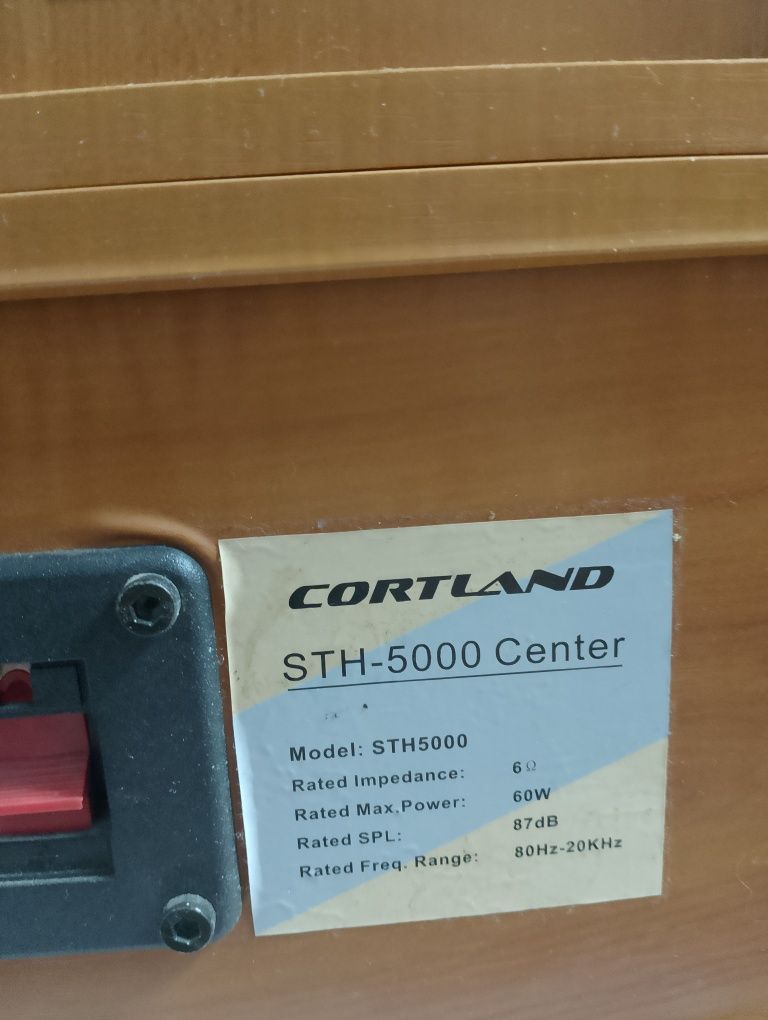 CORTLAND
STH-5000 Center
Model: STH5000
Rated Impedance: 6Ω
Rated Max.Power: 60W
Rated SPL: 87dB
Rated Freq. Range: 80Hz-20KHz